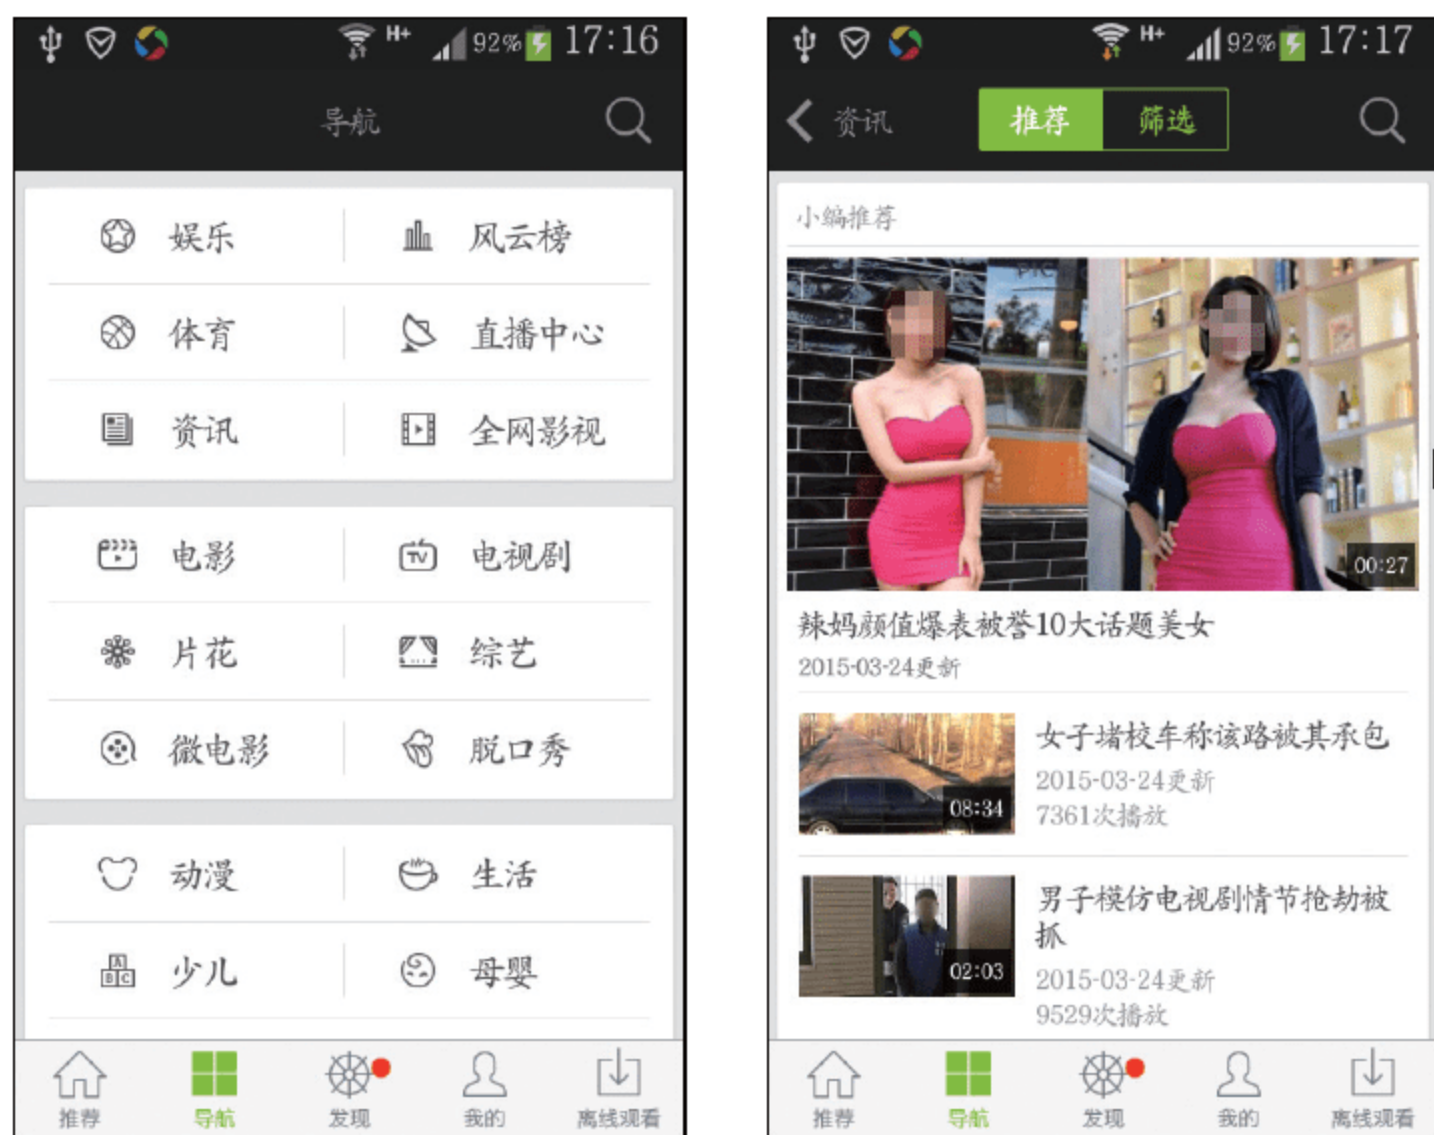 H+ 92% 17:16
导航
娱乐 风云榜
体育 直播中心
资讯 全网影视
电影 TV 电视剧
片花 综艺
微电影 脱口秀
动漫 生活
A B C 少儿 母婴
推荐 导航 发现 我的 离线观看
H+ 92% 17:17
资讯 推荐 筛选
小编推荐
00:27
辣妈颜值爆表被誉10大话题美女
2015-03-24更新
08:34
女子堵校车称该路被其承包
2015-03-24更新
7361次播放
02:03
男子模仿电视剧情节抢劫被
抓
2015-03-24更新
9529次播放
推荐 导航 发现 我的 离线观看